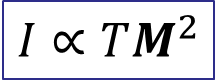 I ∝ TM²